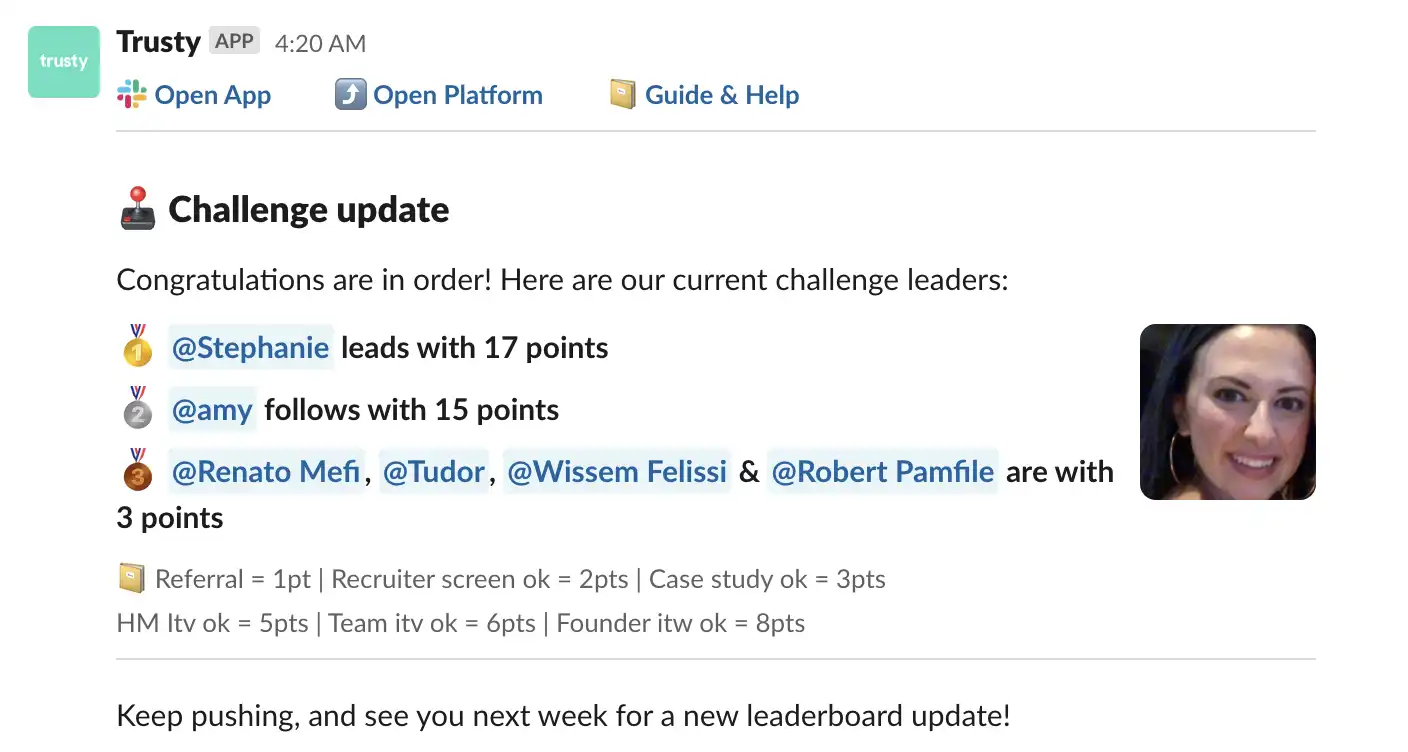 trusty
Trusty APP 4:20 AM
Open App Open Platform Guide & Help
Challenge update
Congratulations are in order! Here are our current challenge leaders:
1 @Stephanie leads with 17 points
2 @amy follows with 15 points
3 @Renato Mefi, @Tudor, @Wissem Felissi & @Robert Pamfile are with
3 points
Referral = 1pt | Recruiter screen ok = 2pts | Case study ok = 3pts
HM Itv ok = 5pts | Team itv ok = 6pts | Founder itw ok = 8pts
Keep pushing, and see you next week for a new leaderboard update!